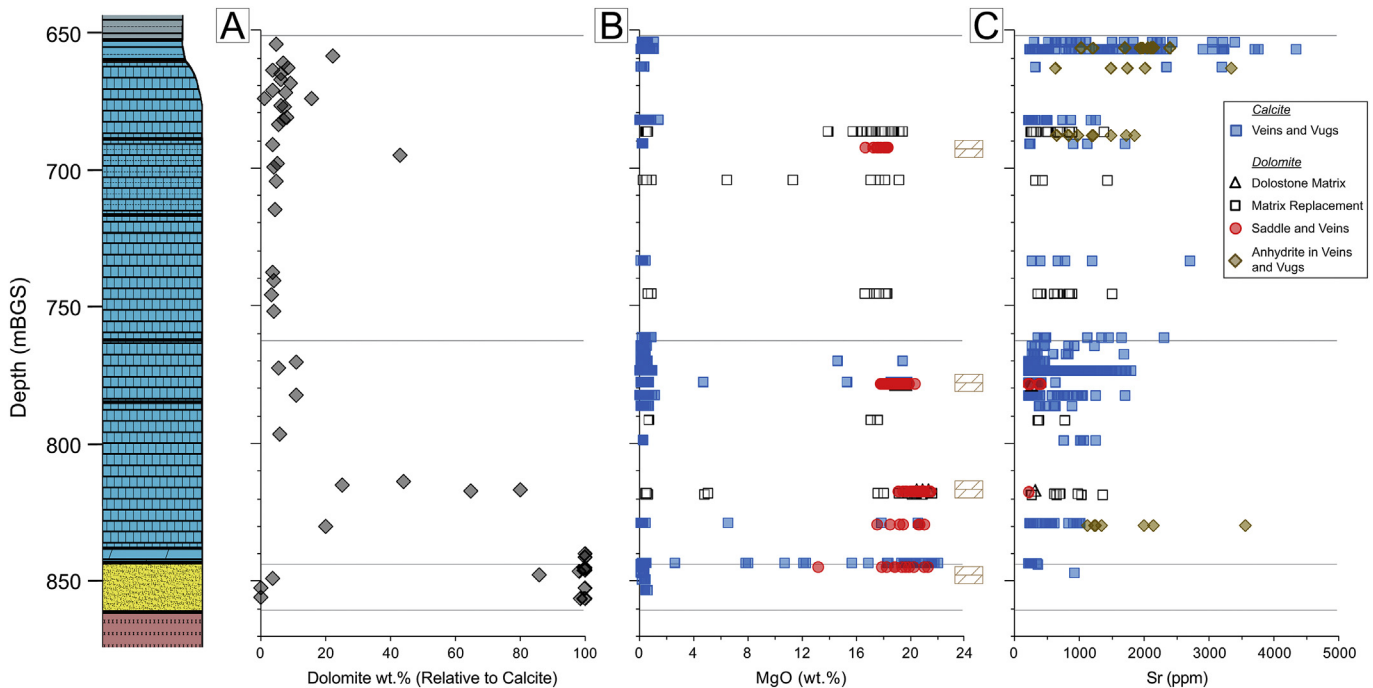 A
B
C
650
700
750
800
850
Depth (mBGS)
0
20
40
60
80
100
Dolomite wt.% (Relative to Calcite)
0
4
8
12
16
20
24
MgO (wt.%)
0
1000
2000
3000
4000
5000
Sr (ppm)
Calcite
Veins and Vugs
Dolomite
Dolostone Matrix
Matrix Replacement
Saddle and Veins
Anhydrite in Veins
and Vugs